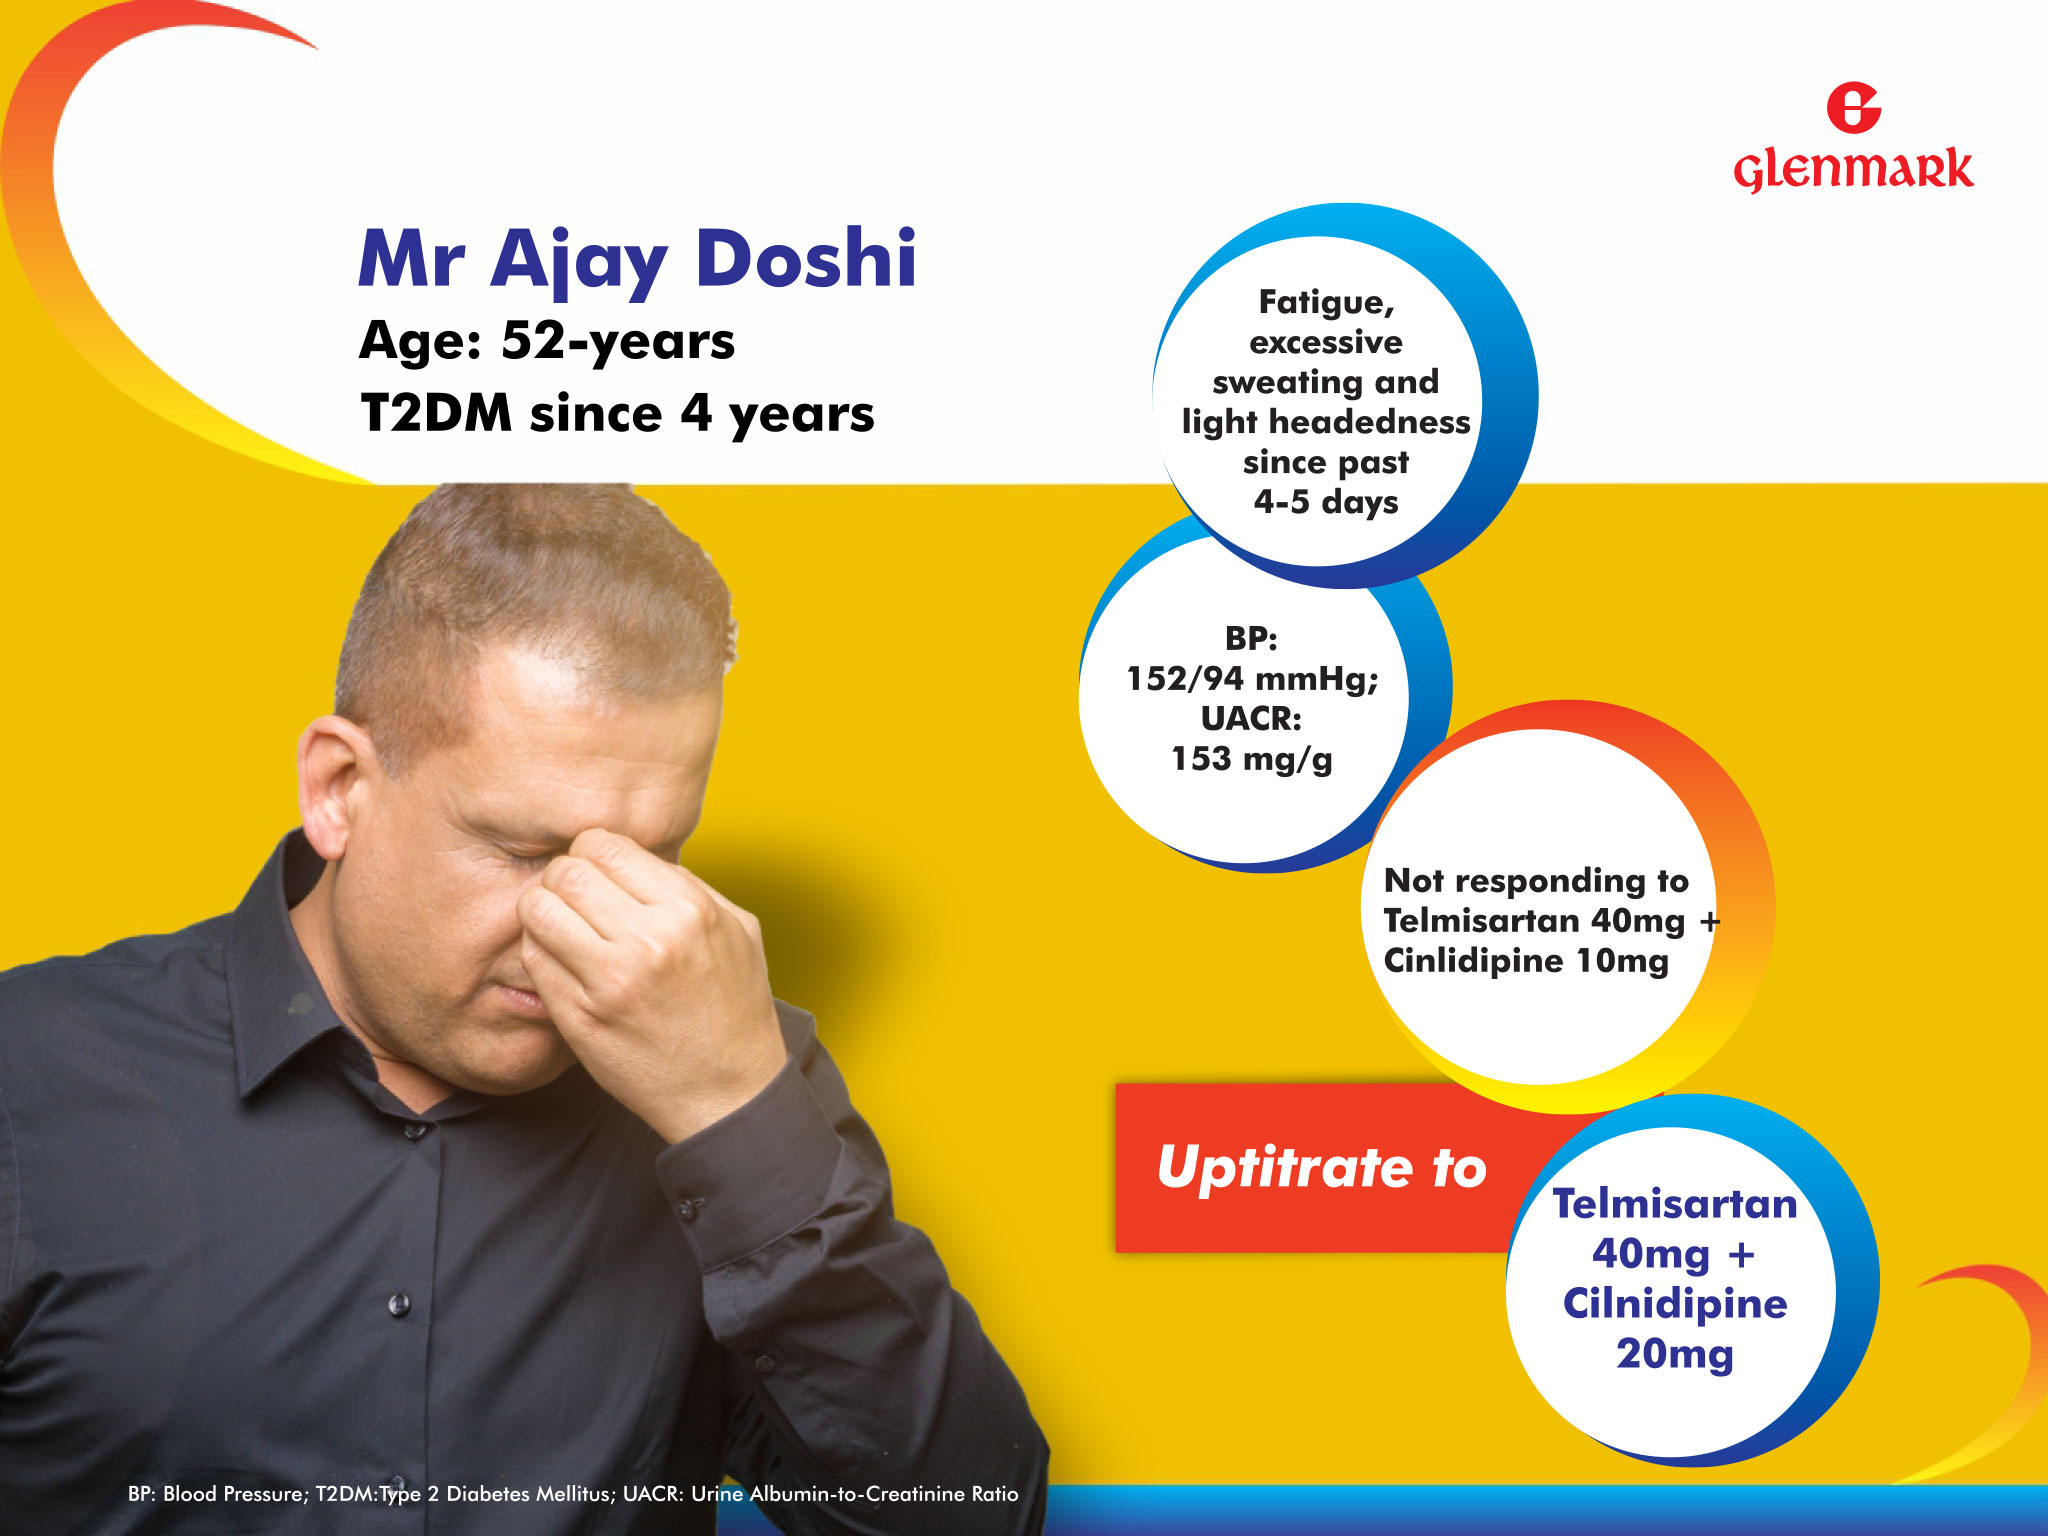 glenmark
Mr Ajay Doshi
Age: 52-years
T2DM since 4 years
Fatigue,
excessive
sweating and
light headedness
since past
4-5 days
BP:
152/94 mmHg;
UACR:
153 mg/g
Not responding to
Telmisartan 40mg +
Cinlidipine 10mg
Uptitrate to
Telmisartan
40mg +
Cilnidipine
20mg
BP: Blood Pressure; T2DM:Type 2 Diabetes Mellitus; UACR: Urine Albumin-to-Creatinine Ratio